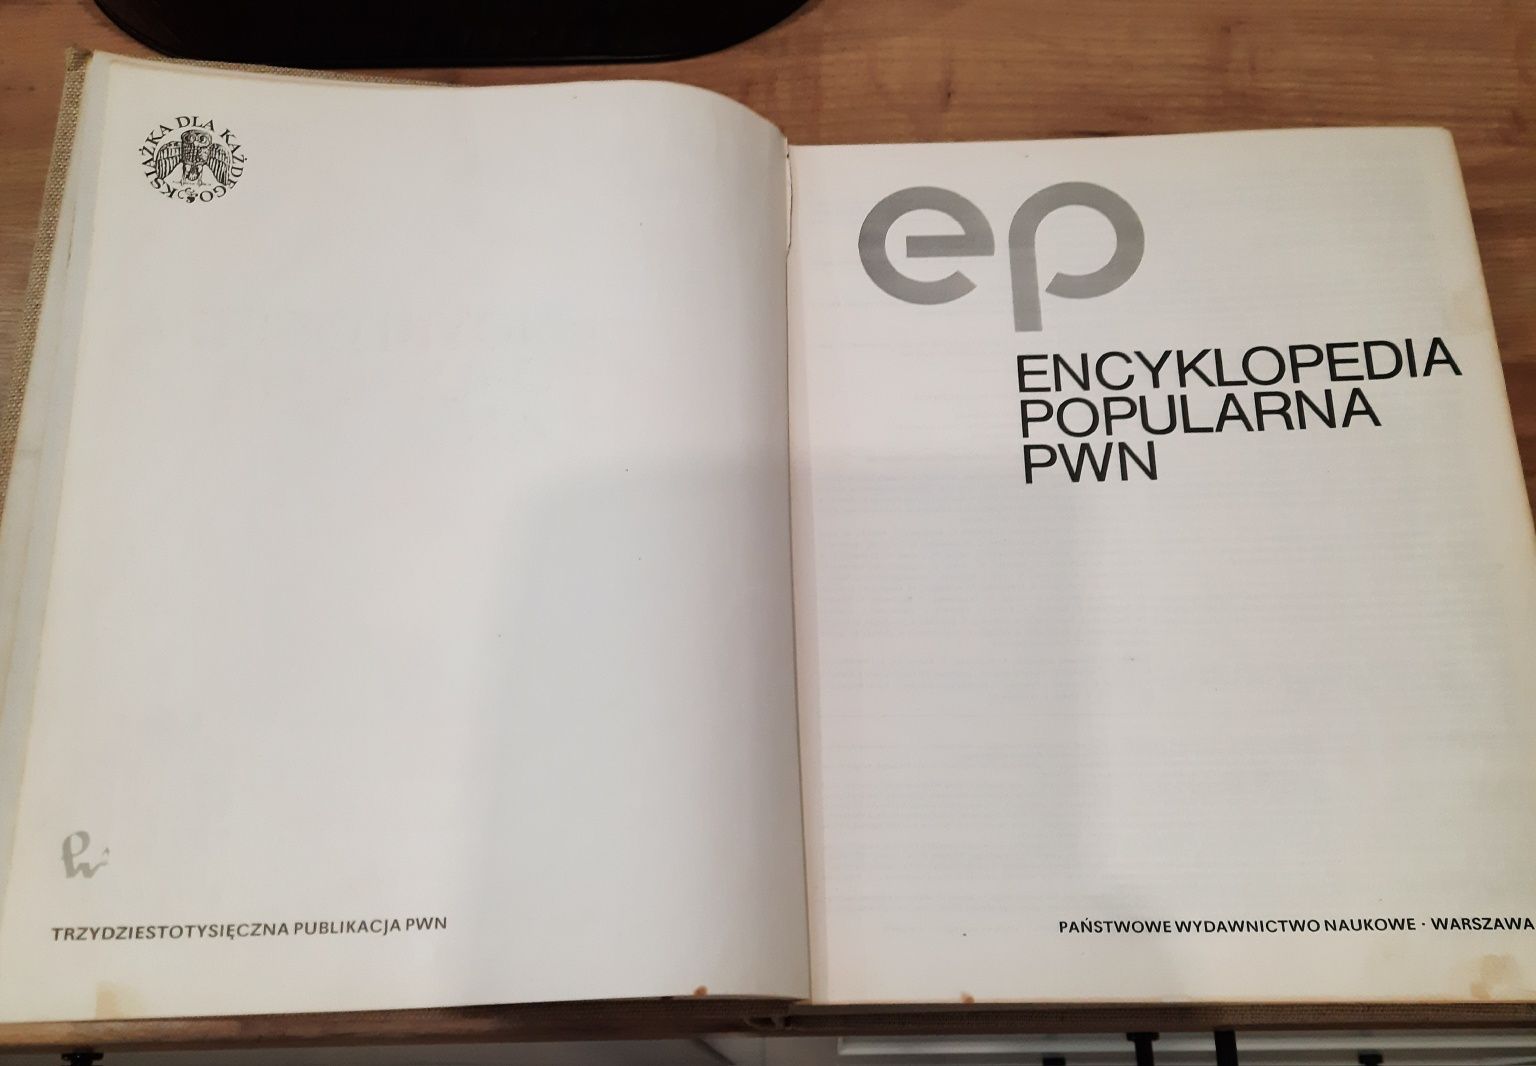 KSIĄŻKA DLA KAŻDEGO
TRZYDZIESTOTYSIĘCZNA PUBLIKACJA PWN
ep
ENCYKLOPEDIA
POPULARNA
PWN
PAŃSTWOWE WYDAWNICTWO NAUKOWE · WARSZAWA